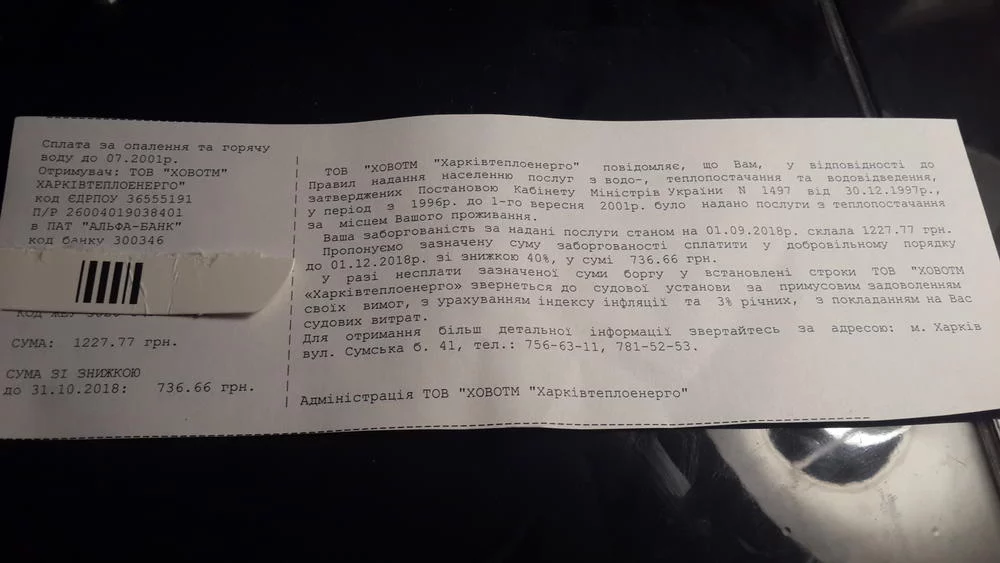 Сплата за опалення та горячу
воду до 07.2001р.
Отримувач: ТОВ "ХОВОТМ"
ХАРКІВТЕПЛОЕНЕРГО"
код ЄДРПОУ 36555191
П/Р 26004019038401
в ПАТ "АЛЬФА-БАНК"
код банку 300346
СУМА: 1227.77 грн.
СУМА ЗІ ЗНИЖКОЮ
до 31.10.2018: 736.66 грн.
ТОВ "ХОВОТМ "Харківтеплоенерго" повідомляє, що Вам, у відповідності до
Правил надання населенню послуг з водо-, теплопостачання та водовідведення,
затверджених Постановою Кабінету Міністрів України N 1497 від 30.12.1997р.,
у період з 1996р. до 1-го вересня 2001р. було надано послуги з теплопостачання
за місцем Вашого проживання.
Ваша заборгованість за надані послуги станом на 01.09.2018р. склала 1227.77 грн.
Пропонуємо зазначену суму заборгованості сплатити у добровільному порядку
до 01.12.2018р. зі знижкою 40%, у сумі 736.66 грн.
у разі несплати зазначеної суми боргу у встановлені строки ТОВ "ХОВОТМ
«Харківтеплоенерго» звернеться до судової установи за примусовим задоволенням
своїх вимог, з урахуванням індексу інфляції та 3% річних, з покладанням на Вас
судових витрат.
Для отримання більш детальної інформації звертайтесь за адресою: м. Харків
вул. Сумська б. 41, тел.: 756-63-11, 781-52-53.
Адміністрація ТОВ "ХОВОТМ "Харківтеплоенерго"